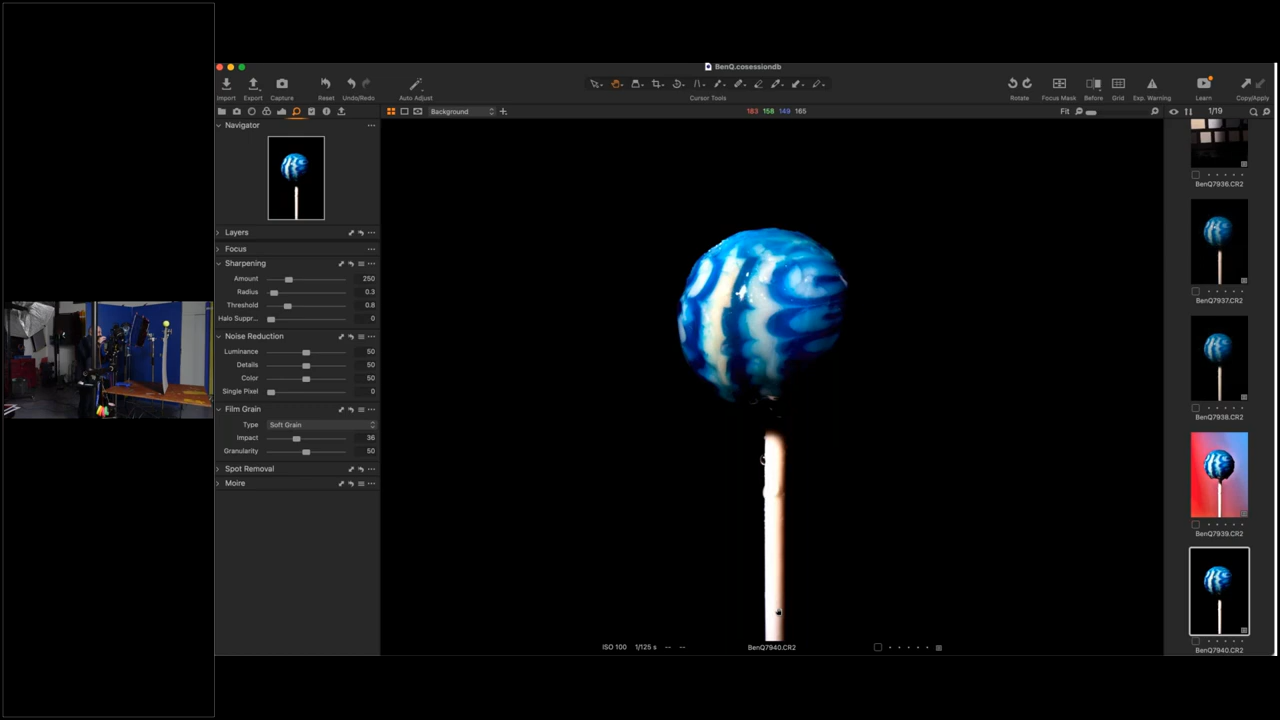 BenQ.cosessiondb
Import Export Capture Reset Undo/Redo Auto Adjust Cursor Tools Rotate Focus Mask Before Grid Exp. Warning Learn Copy/Apply
Background 183 158 149 165 Fit 1/19
Navigator
Layers
Focus
Sharpening
Amount 250
Radius 0.3
Threshold 0.8
Halo Suppr... 0
Noise Reduction
Luminance 50
Details 50
Color 50
Single Pixel 0
Film Grain
Type Soft Grain
Impact 36
Granularity 50
Spot Removal
Moire
BenQ7936.CR2
BenQ7937.CR2
BenQ7938.CR2
BenQ7939.CR2
BenQ7940.CR2
ISO 100 1/125 s -- -- BenQ7940.CR2